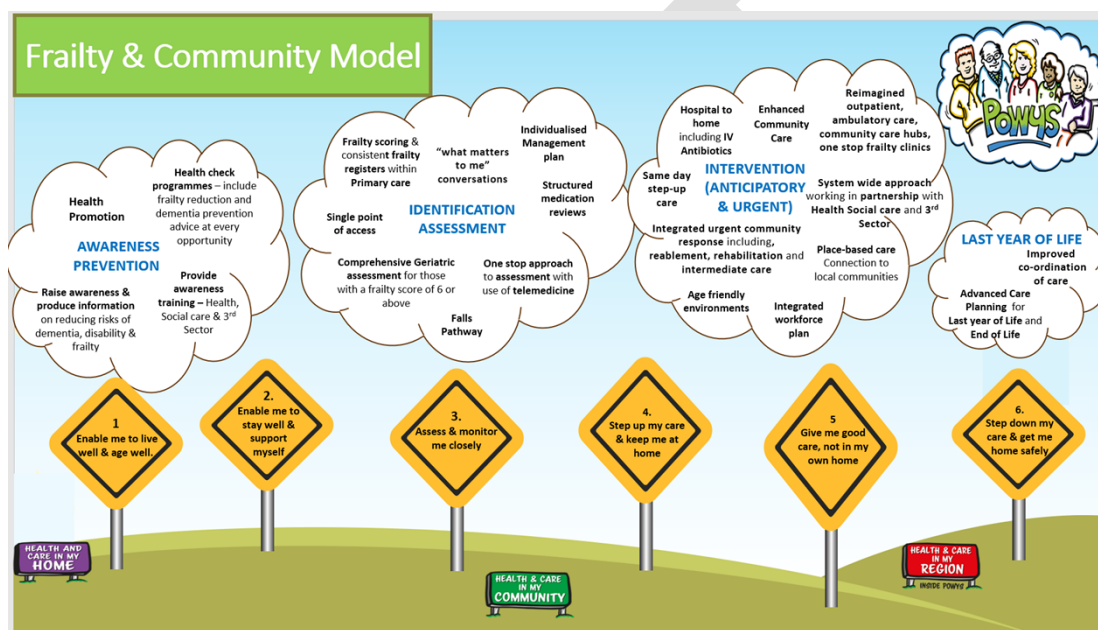 Frailty & Community Model
POWYS
Health
Promotion
Health check
programmes – include
frailty reduction and
dementia prevention
advice at every
opportunity
AWARENESS
PREVENTION
Raise awareness &
produce information
on reducing risks of
dementia, disability &
frailty
Provide
awareness
training – Health,
Social care & 3rd
Sector
Frailty scoring &
consistent frailty
registers within
Primary care
"what matters
to me"
conversations
Individualised
Management
plan
Single point
of access
IDENTIFICATION
ASSESSMENT
Structured
medication
reviews
Comprehensive Geriatric
assessment for those
with a frailty score of 6 or
above
One stop approach
to assessment with
use of telemedicine
Falls
Pathway
Hospital to
home
including IV
Antibiotics
Enhanced
Community
Care
Reimagined
outpatient,
ambulatory care,
community care hubs,
one stop frailty clinics
Same day
step-up
care
INTERVENTION
(ANTICIPATORY
& URGENT)
System wide approach
working in partnership with
Health Social care and 3rd
Sector
Integrated urgent community
response including,
reablement, rehabilitation and
intermediate care
Place-based care
Connection to
local communities
Age friendly
environments
Integrated
workforce
plan
LAST YEAR OF LIFE
Improved
co-ordination
of care
Advanced Care
Planning for
Last year of Life and
End of Life
1
Enable me to live
well & age well.
2.
Enable me to
stay well &
support
myself
3.
Assess & monitor
me closely
4.
Step up my care
& keep me at
home
5
Give me good
care, not in my
own home
6.
Step down my
care & get me
home safely
HEALTH AND
CARE IN MY
HOME
HEALTH & CARE
IN MY
COMMUNITY
HEALTH & CARE
IN MY
REGION
INSIDE POWYS